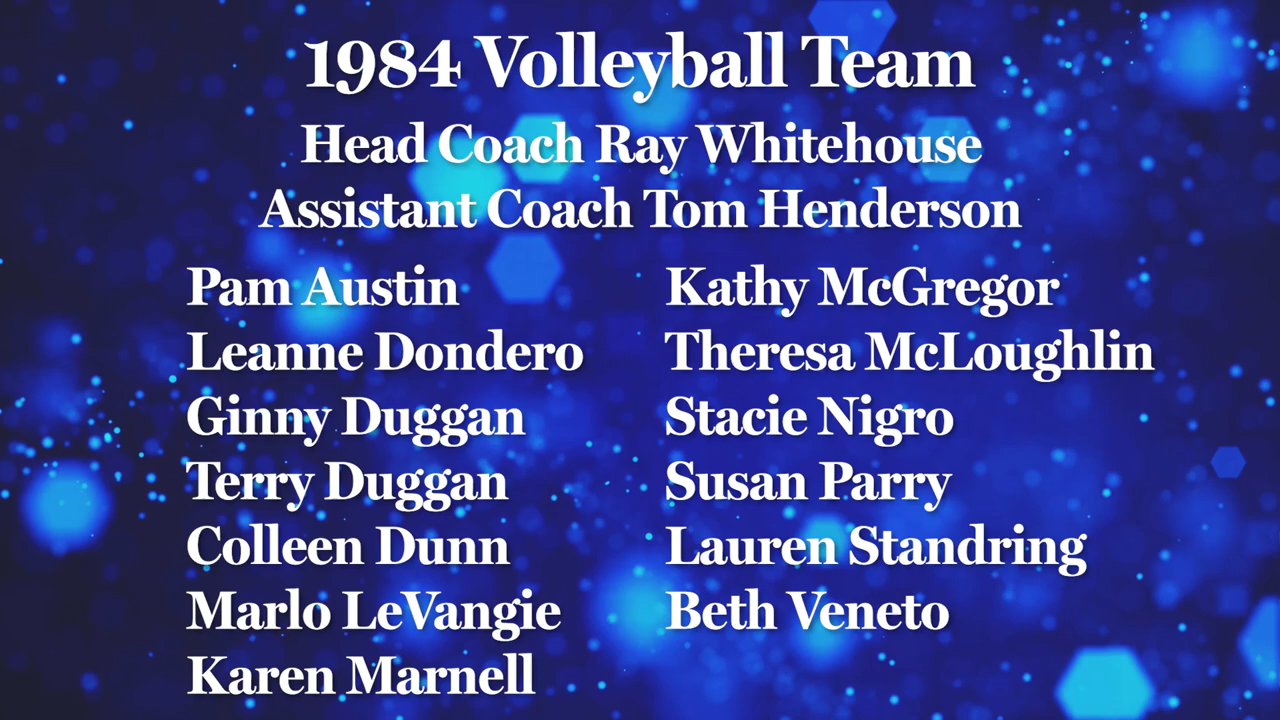 1984 Volleyball Team
Head Coach Ray Whitehouse
Assistant Coach Tom Henderson
Pam Austin
Leanne Dondero
Ginny Duggan
Terry Duggan
Colleen Dunn
Marlo LeVangie
Karen Marnell
Kathy McGregor
Theresa McLoughlin
Stacie Nigro
Susan Parry
Lauren Standring
Beth Veneto